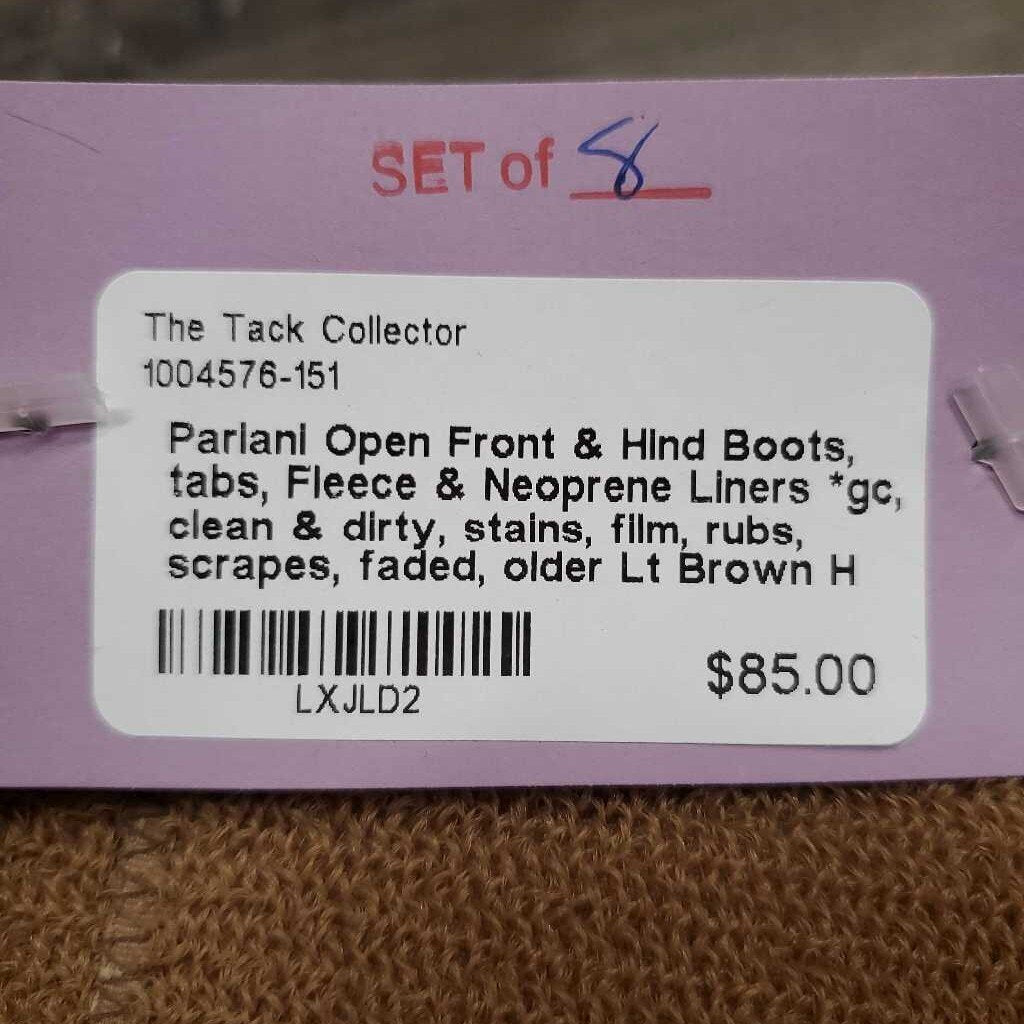 SET of 8
The Tack Collector
1004576-151
Pariani Open Front & Hind Boots,
tabs, Fleece & Neoprene Liners *gc,
clean & dirty, stains, film, rubs,
scrapes, faded, older Lt Brown H
LXJLD2
$85.00